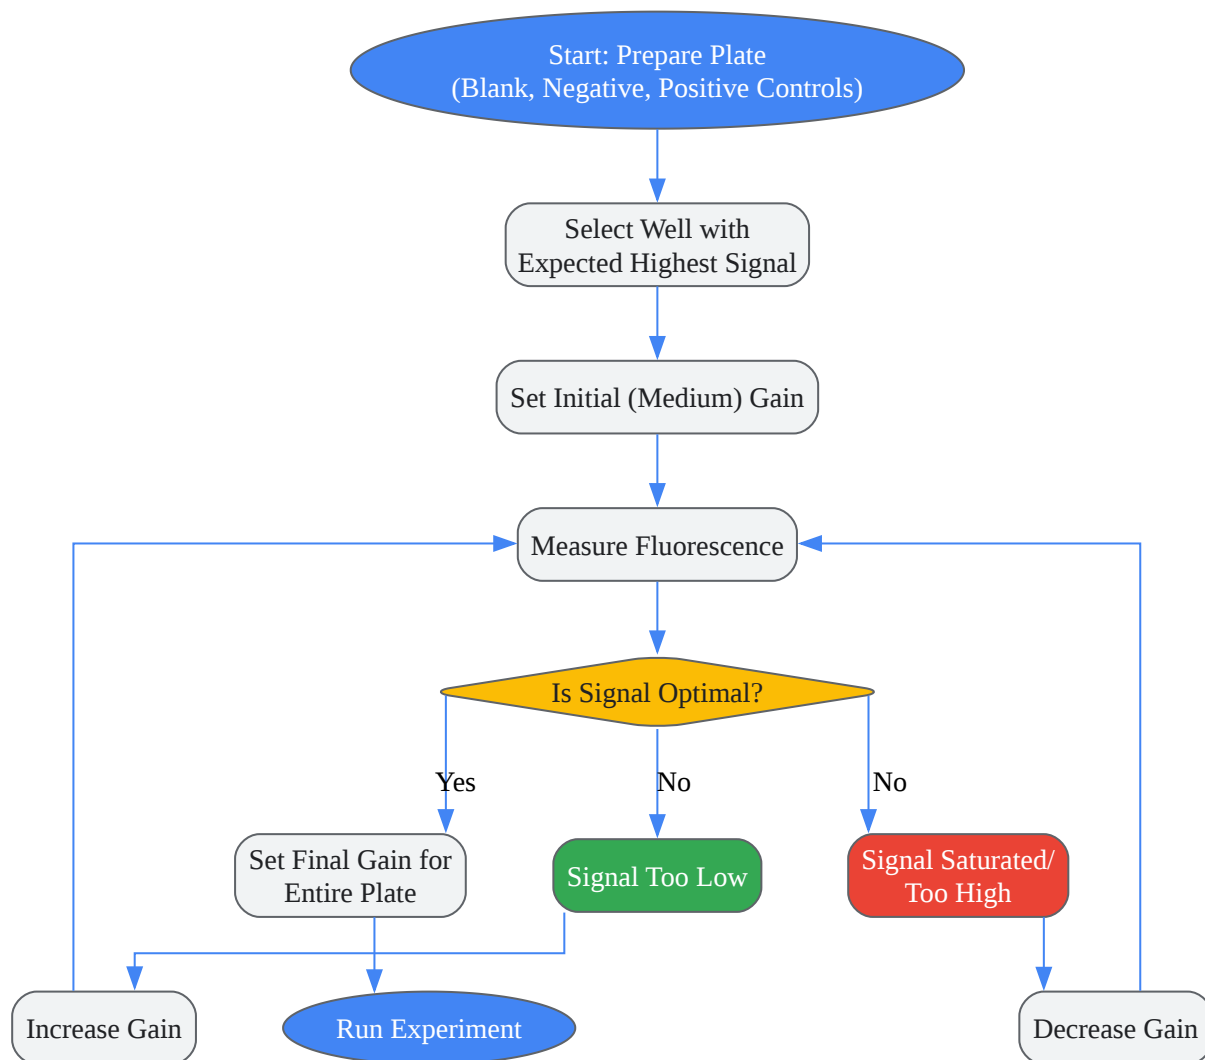 Start: Prepare Plate
(Blank, Negative, Positive Controls)
Select Well with
Expected Highest Signal
Set Initial (Medium) Gain
Measure Fluorescence
Is Signal Optimal?
Yes
No
No
Set Final Gain for
Entire Plate
Signal Too Low
Signal Saturated/
Too High
Increase Gain
Run Experiment
Decrease Gain